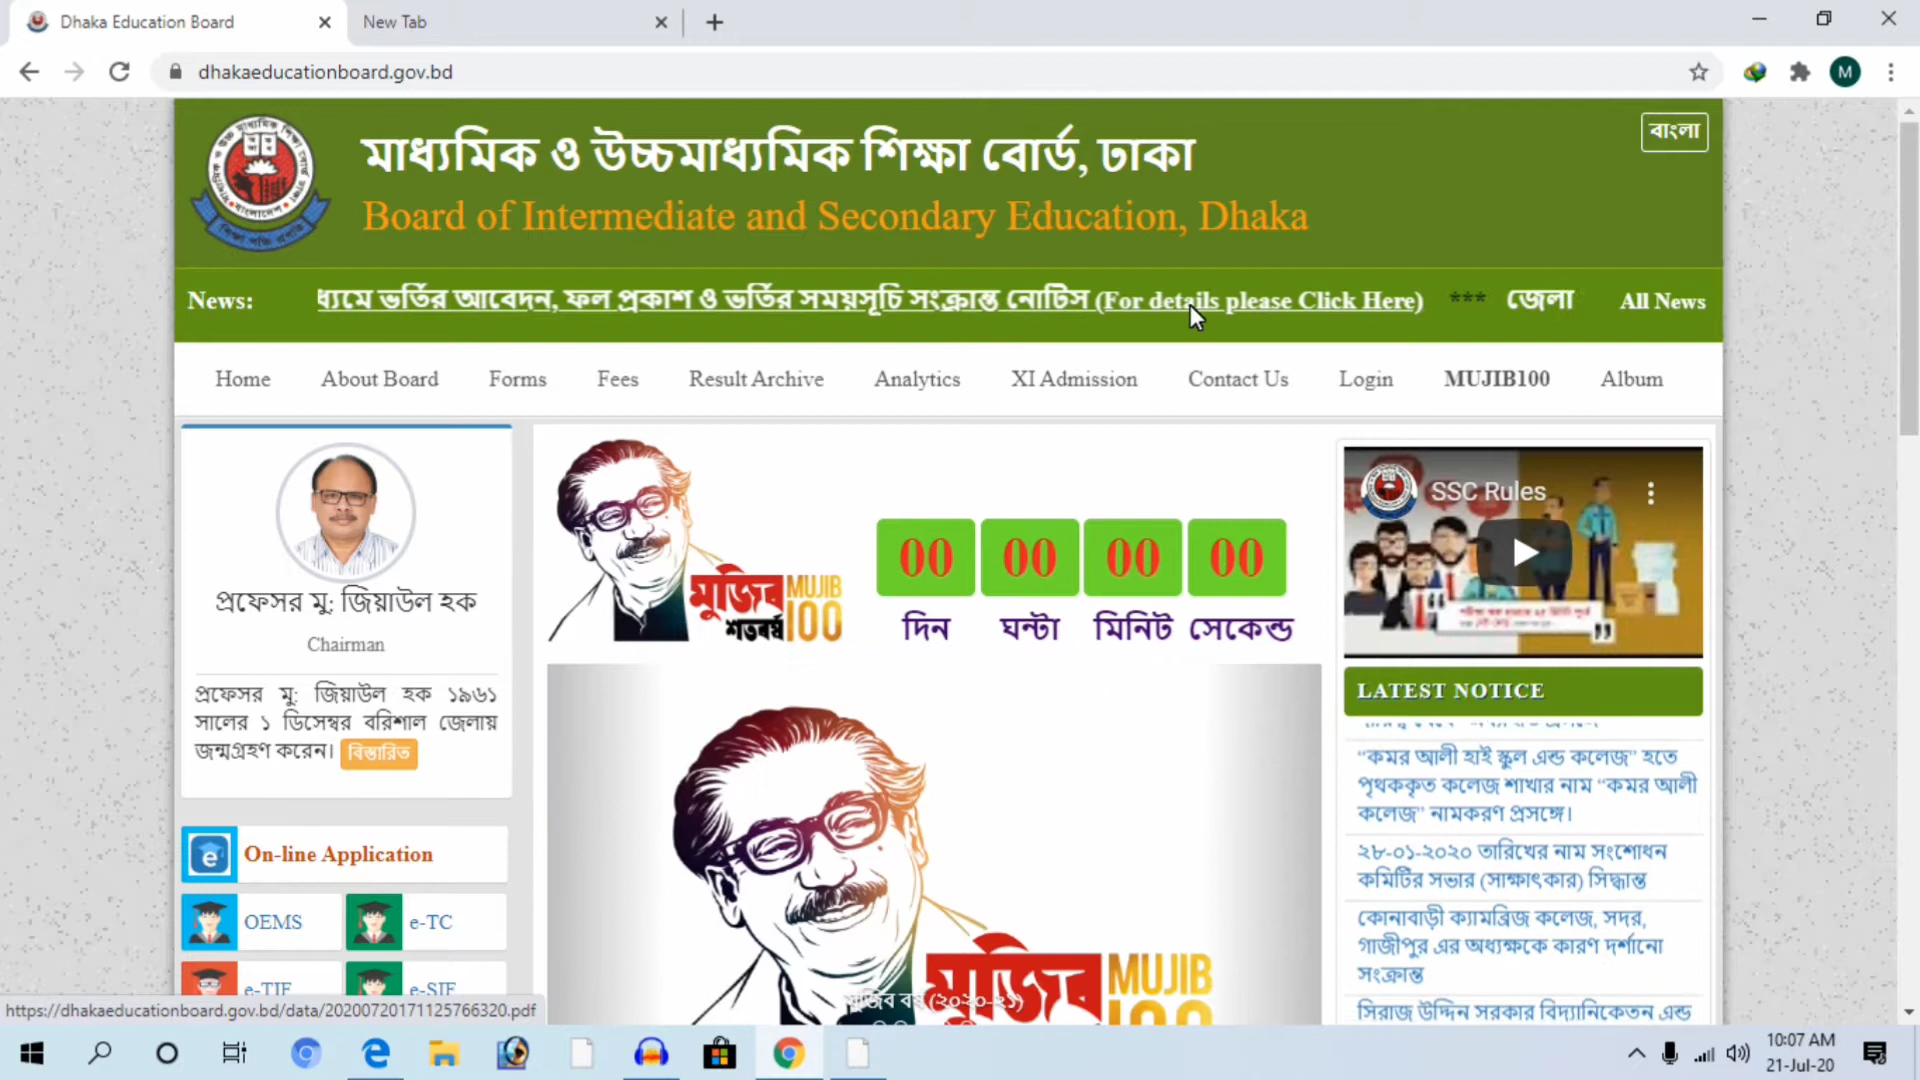 Dhaka Education Board
New Tab
dhakaeducationboard.gov.bd
M
মাধ্যমিক ও উচ্চমাধ্যমিক শিক্ষা বোর্ড, ঢাকা
বাংলা
Board of Intermediate and Secondary Education, Dhaka
News:
ধ্যমে ভর্তির আবেদন, ফল প্রকাশ ও ভর্তির সময়সূচি সংক্রান্ত নোটিস (For details please Click Here) *** জেলা
All News
Home
About Board
Forms
Fees
Result Archive
Analytics
XI Admission
Contact Us
Login
MUJIB100
Album
প্রফেসর মু: জিয়াউল হক
Chairman
প্রফেসর মু: জিয়াউল হক ১৯৬১
সালের ১ ডিসেম্বর বরিশাল জেলায়
জন্মগ্রহণ করেন। বিস্তারিত
On-line Application
OEMS
e-TC
e-TIF
e-SIF
মুজিব MUJIB
শতবর্ষ 100
00 00 00 00
দিন ঘন্টা মিনিট সেকেন্ড
মুজিব MUJIB
মুজিব বর্ষ (২০২০-২১)
SSC Rules
LATEST NOTICE
“কমর আলী হাই স্কুল এন্ড কলেজ” হতে
পৃথককৃত কলেজ শাখার নাম “কমর আলী
কলেজ” নামকরণ প্রসঙ্গে।
২৮-০১-২০২০ তারিখের নাম সংশোধন
কমিটির সভার (সাক্ষাৎকার) সিদ্ধান্ত
কোনাবাড়ী ক্যামব্রিজ কলেজ, সদর,
গাজীপুর এর অধ্যক্ষকে কারণ দর্শানো
সংক্রান্ত
সিরাজ উদ্দিন সরকার বিদ্যানিকেতন এন্ড
https://dhakaeducationboard.gov.bd/data/20200720171125766320.pdf
10:07 AM
21-Jul-20